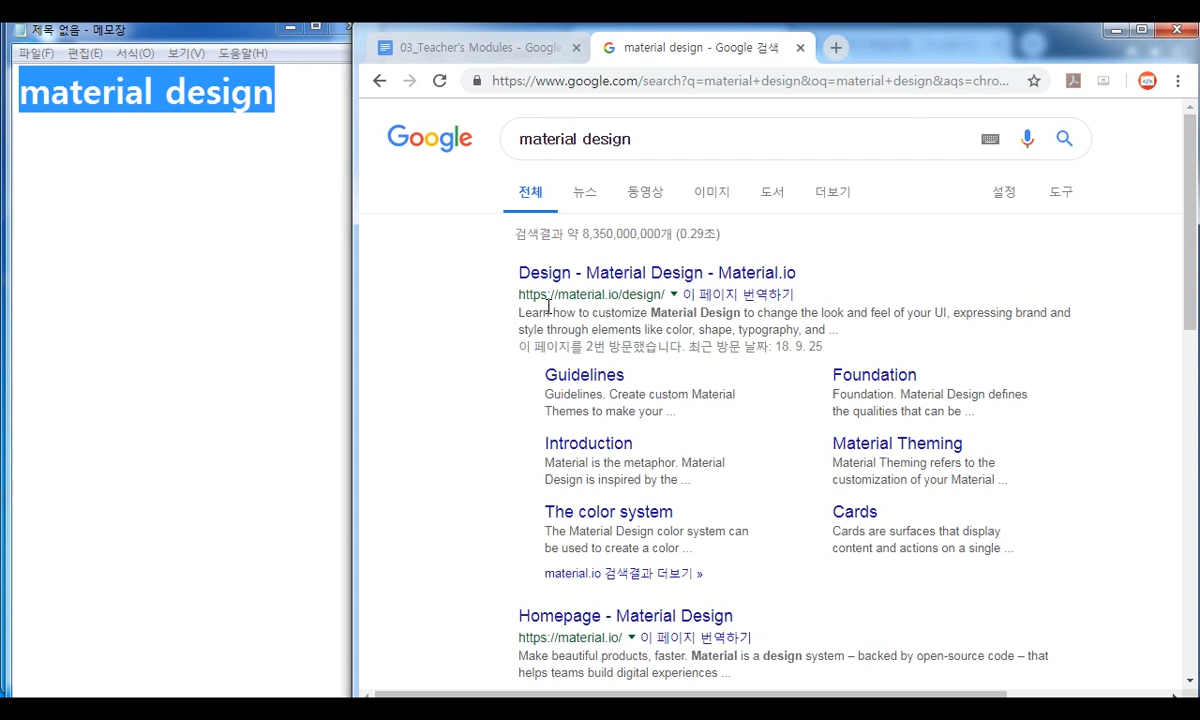 제목 없음 - 메모장
파일(F) 편집(E) 서식(O) 보기(V) 도움말(H)
material design
03_Teacher's Modules - Google
material design - Google 검색
https://www.google.com/search?q=material+design&oq=material+design&aqs=chro...
Google
material design
전체 뉴스 동영상 이미지 도서 더보기 설정 도구
검색결과 약 8,350,000,000개 (0.29초)
Design - Material Design - Material.io
https://material.io/design/ ▼ 이 페이지 번역하기
Learn how to customize Material Design to change the look and feel of your UI, expressing brand and
style through elements like color, shape, typography, and ...
이 페이지를 2번 방문했습니다. 최근 방문 날짜: 18. 9. 25
Guidelines
Guidelines. Create custom Material
Themes to make your ...
Foundation
Foundation. Material Design defines
the qualities that can be ...
Introduction
Material is the metaphor. Material
Design is inspired by the ...
Material Theming
Material Theming refers to the
customization of your Material ...
The color system
The Material Design color system can
be used to create a color ...
Cards
Cards are surfaces that display
content and actions on a single ...
material.io 검색결과 더보기 »
Homepage - Material Design
https://material.io/ ▼ 이 페이지 번역하기
Make beautiful products, faster. Material is a design system – backed by open-source code – that
helps teams build digital experiences ...